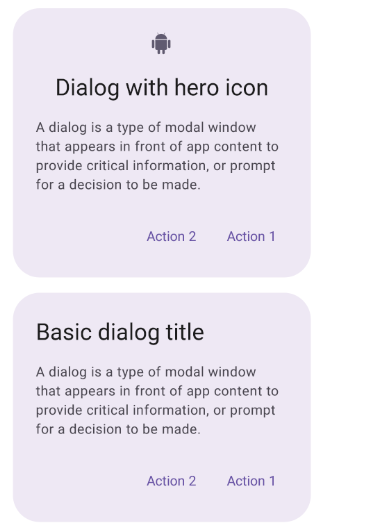 Dialog with hero icon
A dialog is a type of modal window
that appears in front of app content to
provide critical information, or prompt
for a decision to be made.
Action 2 Action 1
Basic dialog title
A dialog is a type of modal window
that appears in front of app content to
provide critical information, or prompt
for a decision to be made.
Action 2 Action 1